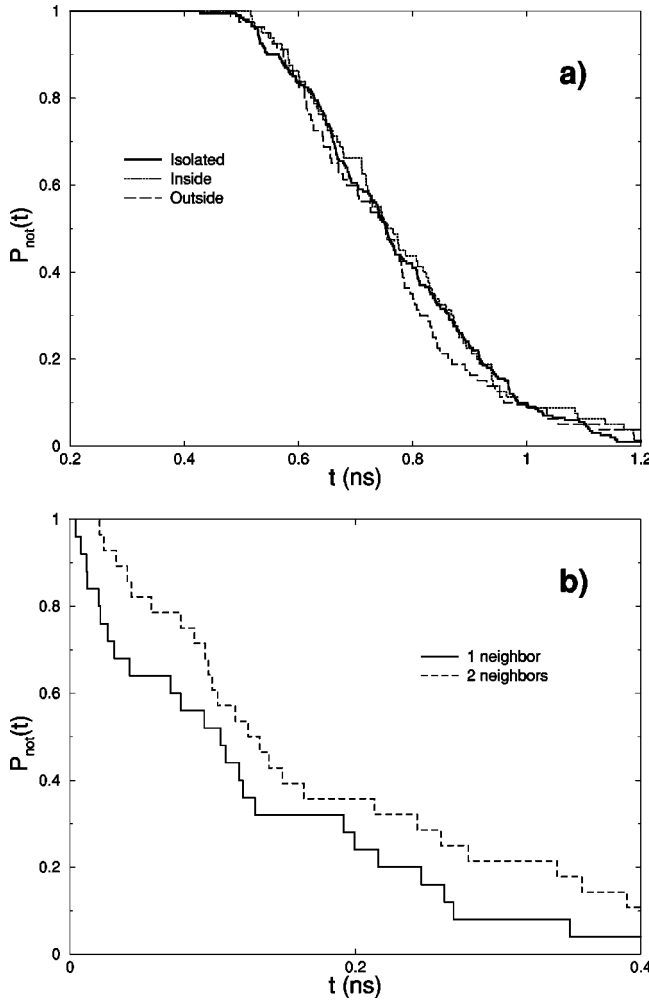 1
0.8
0.6
0.4
0.2
0
P_not(t)
a)
Isolated
Inside
Outside
0.2 0.4 0.6 0.8 1 1.2
t (ns)
1
0.8
0.6
0.4
0.2
0
P_not(t)
b)
1 neighbor
2 neighbors
0 0.2 0.4
t (ns)